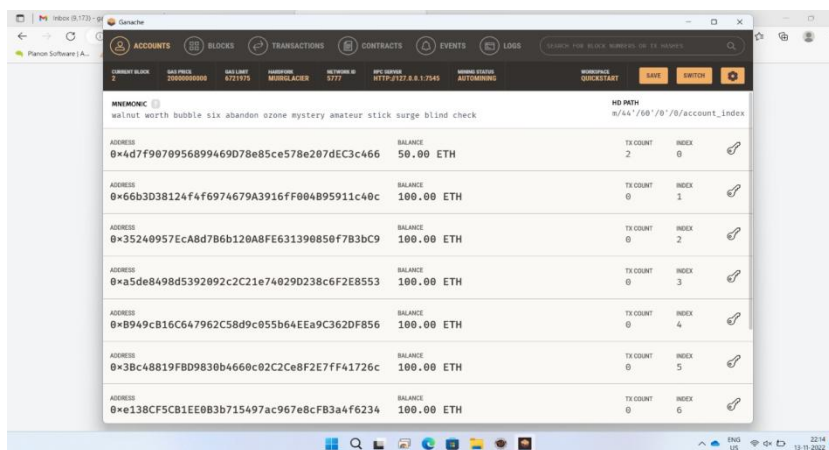 Inbox (9,173) - g
Ganache
Planon Software | A...
ACCOUNTS BLOCKS TRANSACTIONS CONTRACTS EVENTS LOGS SEARCH FOR BLOCK NUMBERS OR TX HASHES
CURRENT BLOCK GAS PRICE GAS LIMIT HARDFORK NETWORK ID RPC SERVER MINING STATUS WORKSPACE
2 20000000000 6721975 MUIRGLACIER 5777 HTTP://127.0.0.1:7545 AUTOMINING QUICKSTART SAVE SWITCH
MNEMONIC ? HD PATH
walnut worth bubble six abandon ozone mystery amateur stick surge blind check m/44'/60'/0'/0/account_index
ADDRESS BALANCE TX COUNT INDEX
0×4d7f9070956899469D78e85ce578e207dEC3c466 50.00 ETH 2 0
ADDRESS BALANCE TX COUNT INDEX
0×66b3D38124f4f6974679A3916fF004B95911c40c 100.00 ETH 0 1
ADDRESS BALANCE TX COUNT INDEX
0×35240957EcA8d7B6b120A8FE631390850f7B3bC9 100.00 ETH 0 2
ADDRESS BALANCE TX COUNT INDEX
0×a5de8498d5392092c2C21e74029D238c6F2E8553 100.00 ETH 0 3
ADDRESS BALANCE TX COUNT INDEX
0×B949cB16C647962C58d9c055b64EEa9C362DF856 100.00 ETH 0 4
ADDRESS BALANCE TX COUNT INDEX
0×3Bc48819FBD9830b4660c02C2Ce8F2E7fF41726c 100.00 ETH 0 5
ADDRESS BALANCE TX COUNT INDEX
0×e138CF5CB1EE0B3b715497ac967e8cFB3a4f6234 100.00 ETH 0 6
ENG 22:14
US 13-11-2022